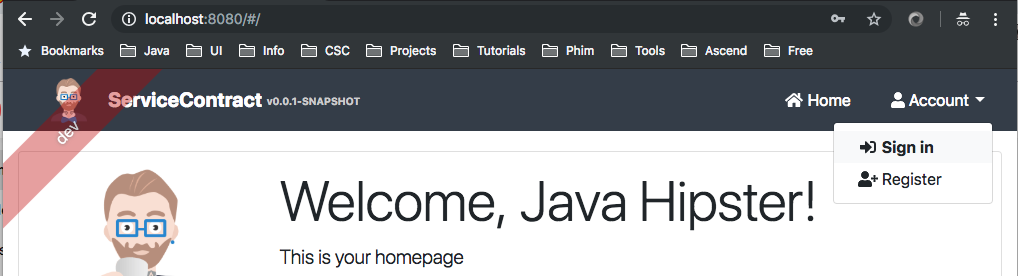 localhost:8080/#/
Bookmarks Java UI Info CSC Projects Tutorials Phim Tools Ascend Free
ServiceContract v0.0.1-SNAPSHOT Home Account
dev
Sign in
Register
Welcome, Java Hipster!
This is your homepage